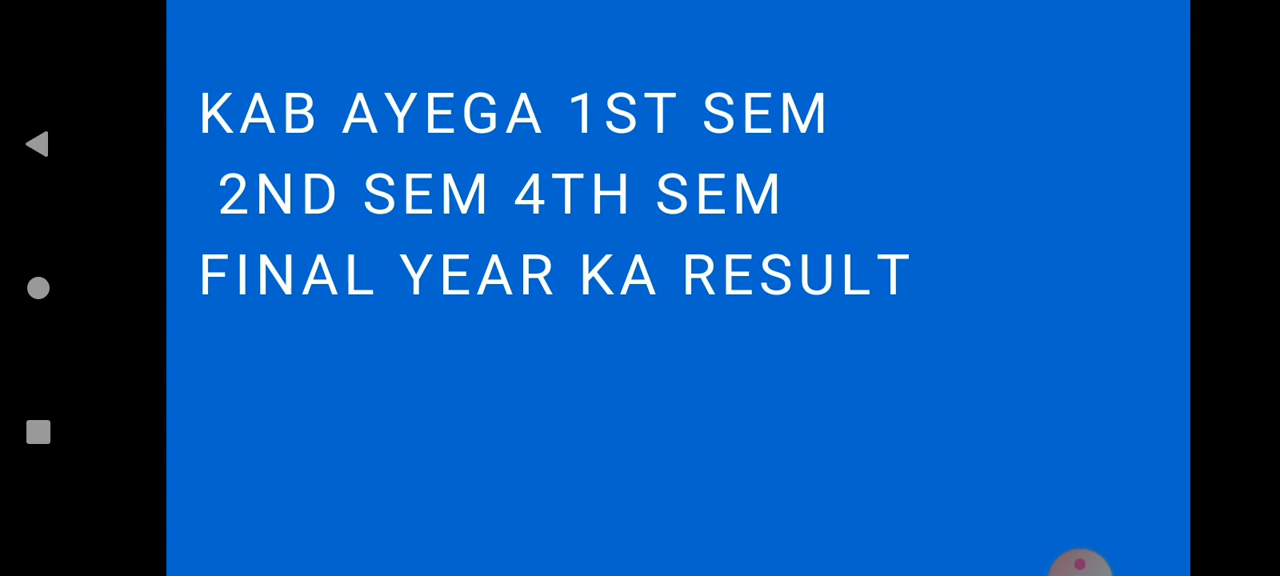 KAB AYEGA 1ST SEM
2ND SEM 4TH SEM
FINAL YEAR KA RESULT